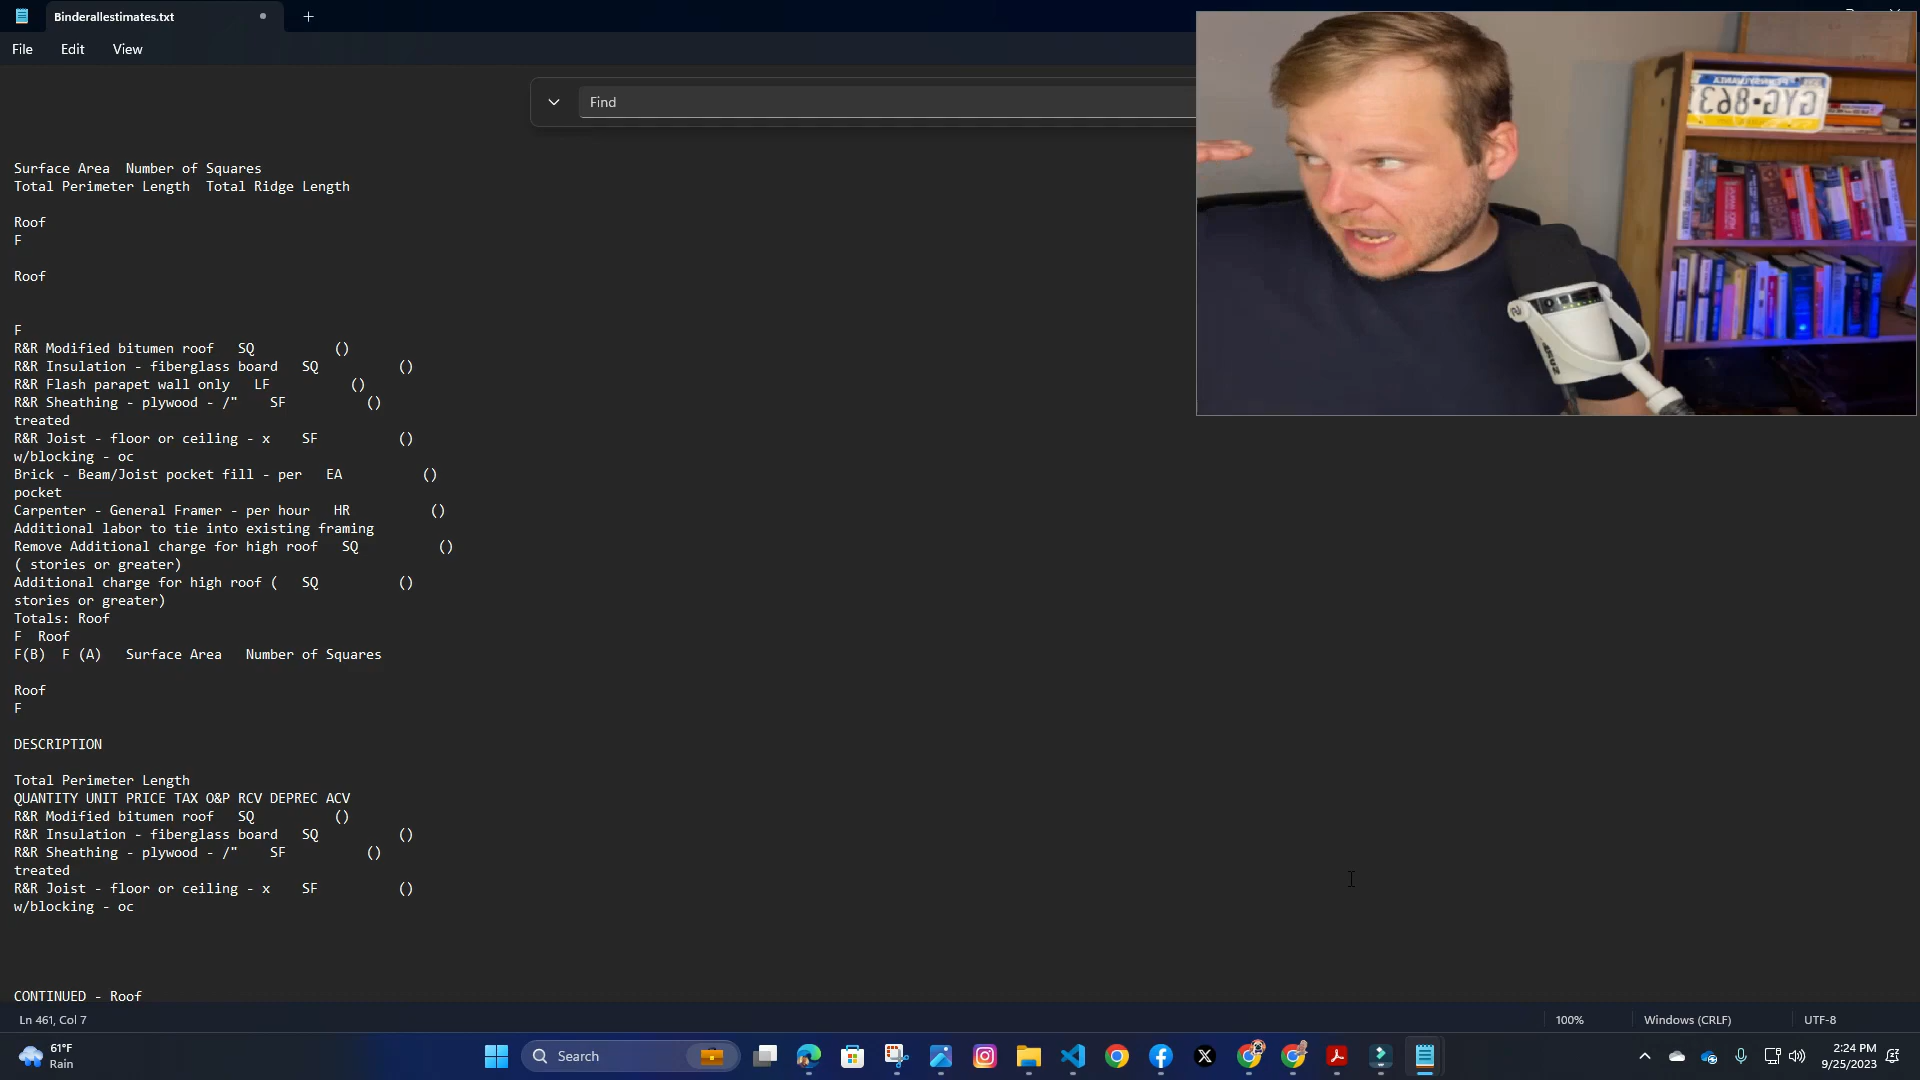 Binderallestimates.txt
File Edit View
Find
Surface Area  Number of Squares
Total Perimeter Length  Total Ridge Length
Roof
F
Roof
F
R&R Modified bitumen roof   SQ          ()
R&R Insulation - fiberglass board   SQ          ()
R&R Flash parapet wall only   LF          ()
R&R Sheathing - plywood - /"    SF          ()
treated
R&R Joist - floor or ceiling - x    SF          ()
w/blocking - oc
Brick - Beam/Joist pocket fill - per   EA          ()
pocket
Carpenter - General Framer - per hour   HR          ()
Additional labor to tie into existing framing
Remove Additional charge for high roof   SQ          ()
( stories or greater)
Additional charge for high roof (   SQ          ()
stories or greater)
Totals: Roof
F  Roof
F(B)  F (A)   Surface Area   Number of Squares
Roof
F
DESCRIPTION
Total Perimeter Length
QUANTITY UNIT PRICE TAX O&P RCV DEPREC ACV
R&R Modified bitumen roof   SQ          ()
R&R Insulation - fiberglass board   SQ          ()
R&R Sheathing - plywood - /"    SF          ()
treated
R&R Joist - floor or ceiling - x    SF          ()
w/blocking - oc
CONTINUED - Roof
Ln 461, Col 7
100%
Windows (CRLF)
UTF-8
61°F
Rain
Search
2:24 PM
9/25/2023
PENNSYLVANIA
GYG·863